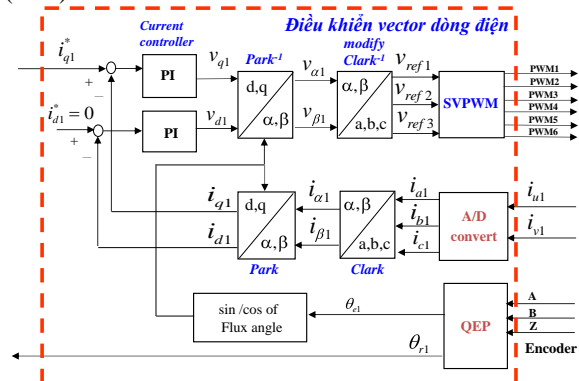 Điều khiển vector dòng điện
Current
controller
Park⁻¹
modify
Clark⁻¹
i*q1
+
−
PI
vq1
d,q
α,β
vα1
vβ1
α,β
a,b,c
vref1
vref2
vref3
SVPWM
PWM1
PWM2
PWM3
PWM4
PWM5
PWM6
i*d1 = 0
+
−
PI
vd1
iq1
id1
d,q
α,β
Park
iα1
iβ1
α,β
a,b,c
Clark
ia1
ib1
ic1
A/D
convert
iu1
iv1
sin /cos of
Flux angle
θe1
θr1
QEP
A
B
Z
Encoder